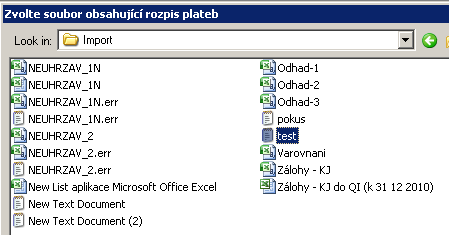 Zvolte soubor obsahující rozpis plateb
Look in: Import
NEUHRZAV_1N
NEUHRZAV_1N
NEUHRZAV_1N.err
NEUHRZAV_1N.err
NEUHRZAV_2
NEUHRZAV_2.err
NEUHRZAV_2.err
New List aplikace Microsoft Office Excel
New Text Document
New Text Document (2)
Odhad-1
Odhad-2
Odhad-3
pokus
test
Varovnani
Zálohy - KJ
Zálohy - KJ do QI (k 31 12 2010)